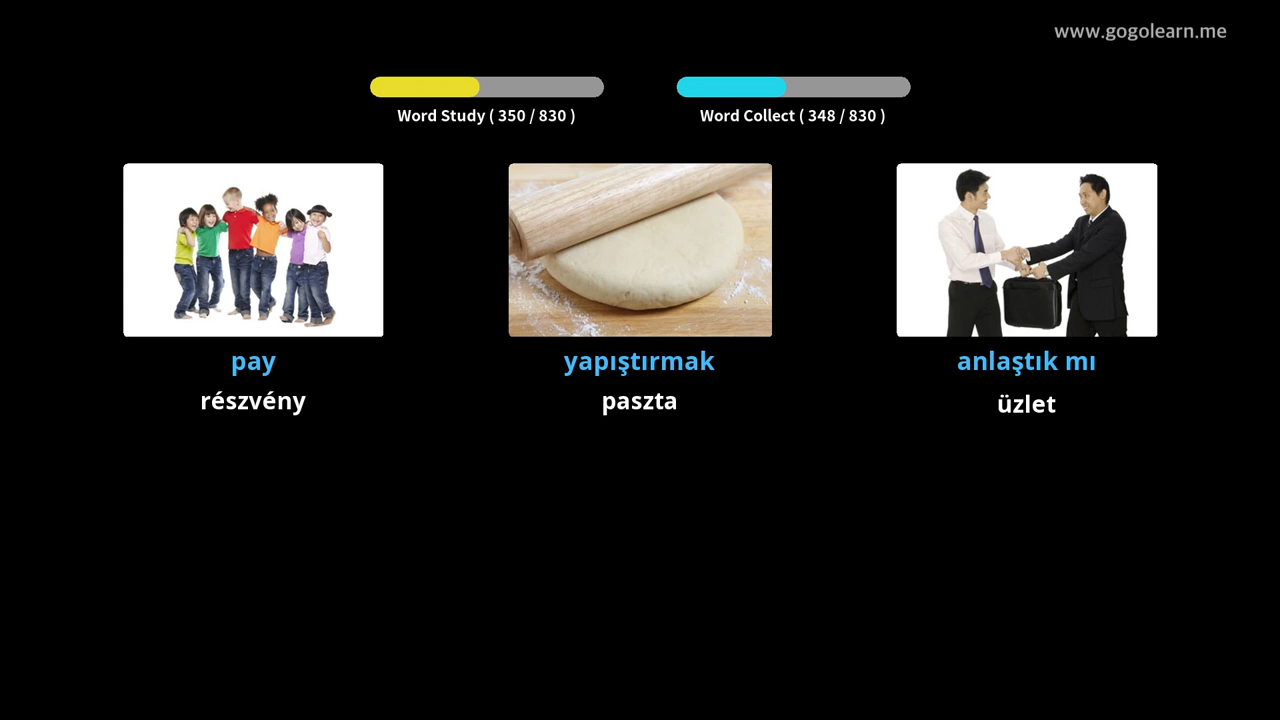 www.gogolearn.me
Word Study ( 350 / 830 )
Word Collect ( 348 / 830 )
pay
yapıştırmak
anlaştık mı
részvény
paszta
üzlet